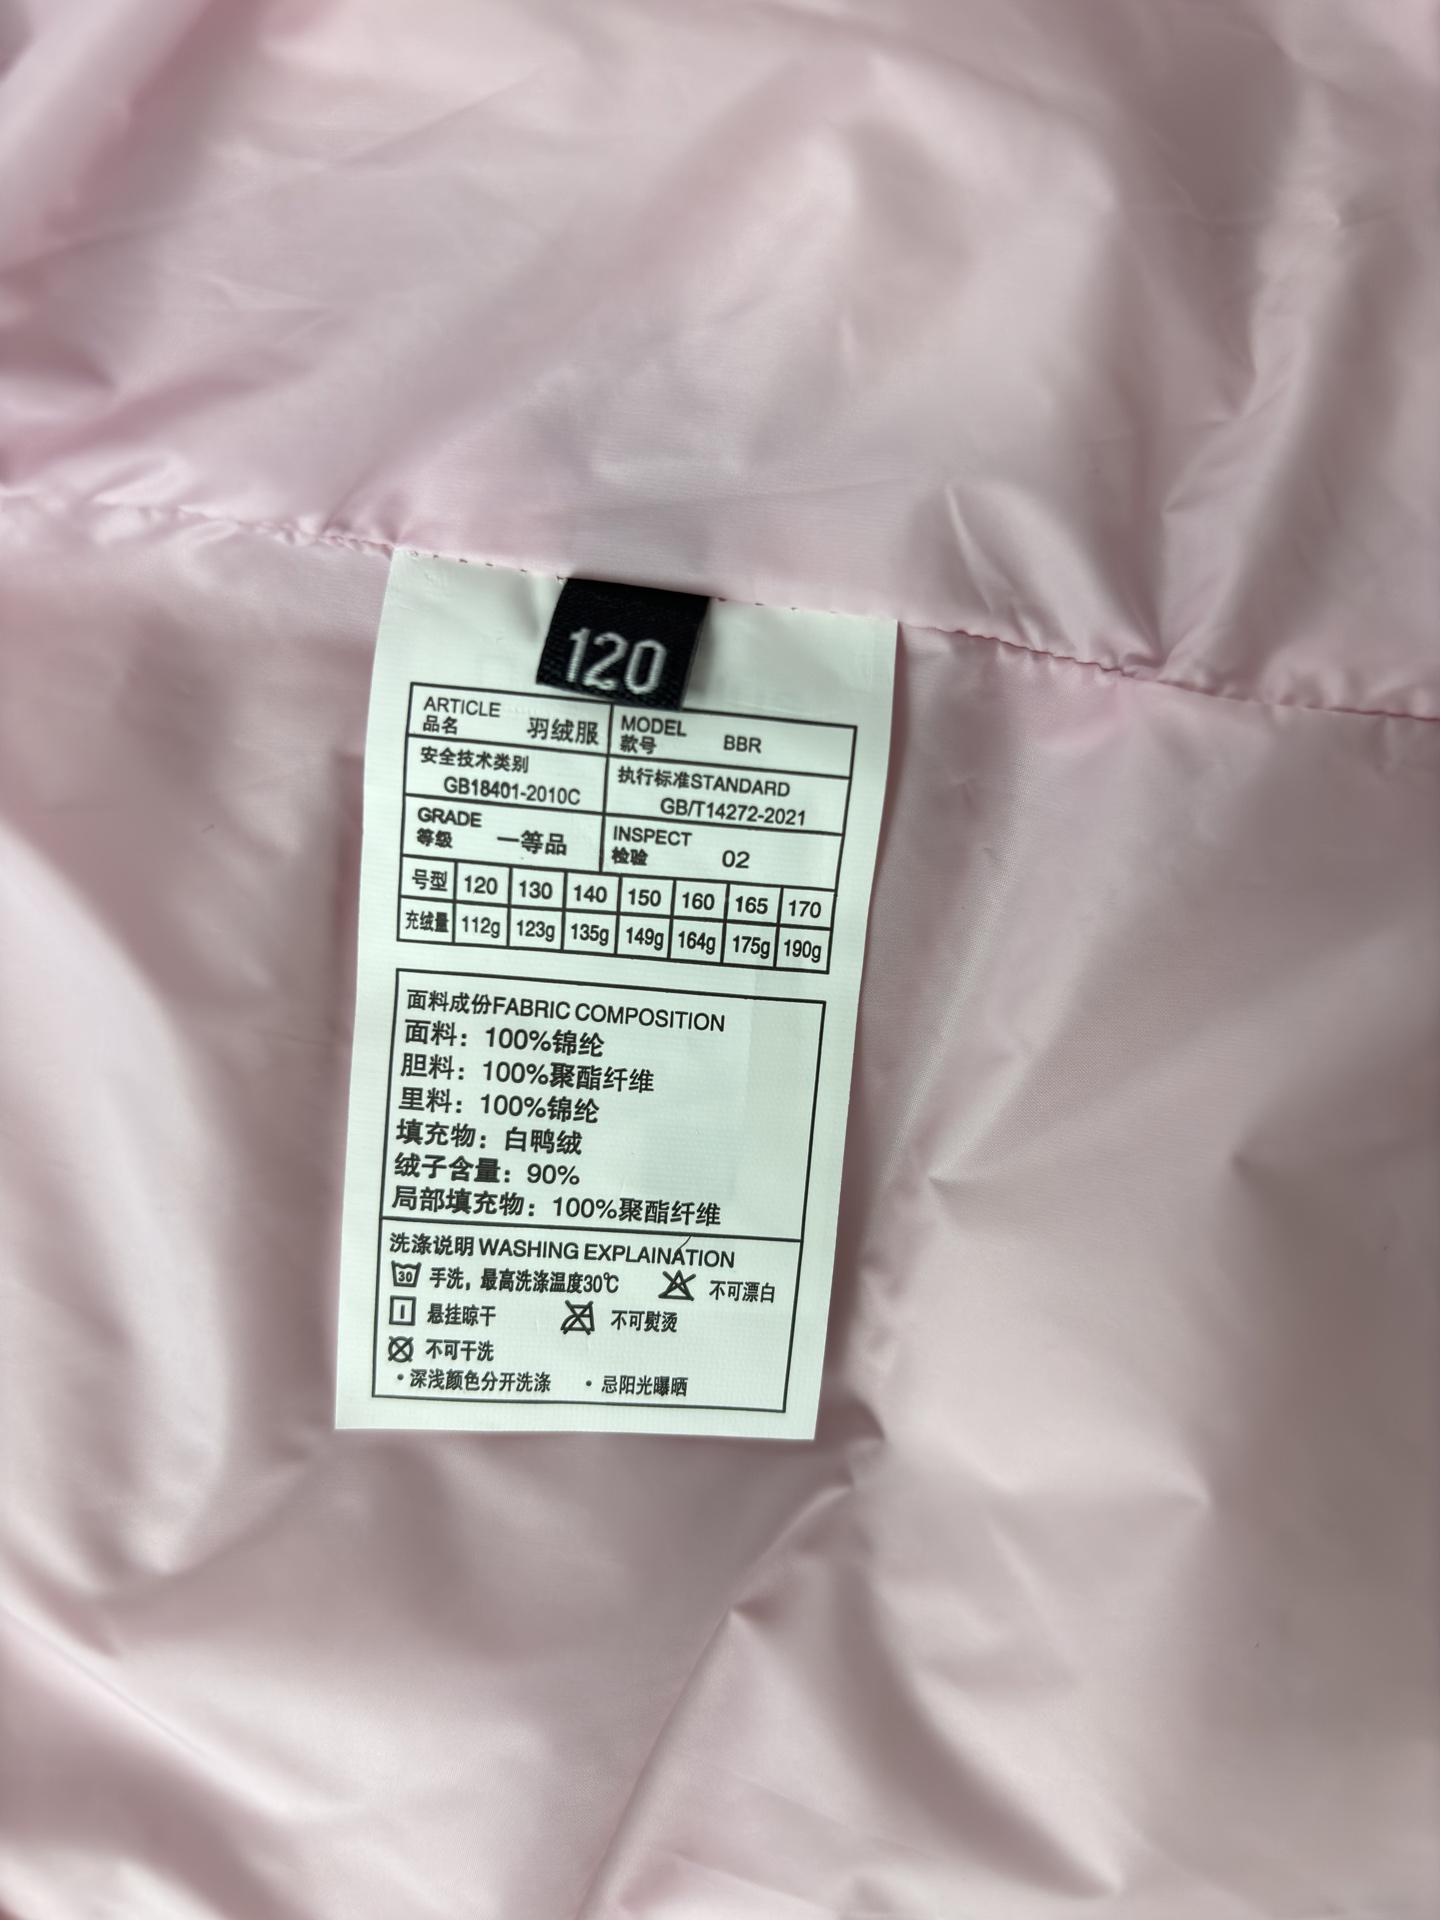 120
ARTICLE
品名 羽绒服
MODEL
款号 BBR
安全技术类别
GB18401-2010C
执行标准STANDARD
GB/T14272-2021
GRADE
等级 一等品
INSPECT
检验 02
号型 120 130 140 150 160 165 170
充绒量 112g 123g 135g 149g 164g 175g 190g
面料成份FABRIC COMPOSITION
面料：100%锦纶
胆料：100%聚酯纤维
里料：100%锦纶
填充物：白鸭绒
绒子含量：90%
局部填充物：100%聚酯纤维
洗涤说明 WASHING EXPLAINATION
30 手洗，最高洗涤温度30℃ 不可漂白
悬挂晾干 不可熨烫
不可干洗
·深浅颜色分开洗涤 ·忌阳光曝晒